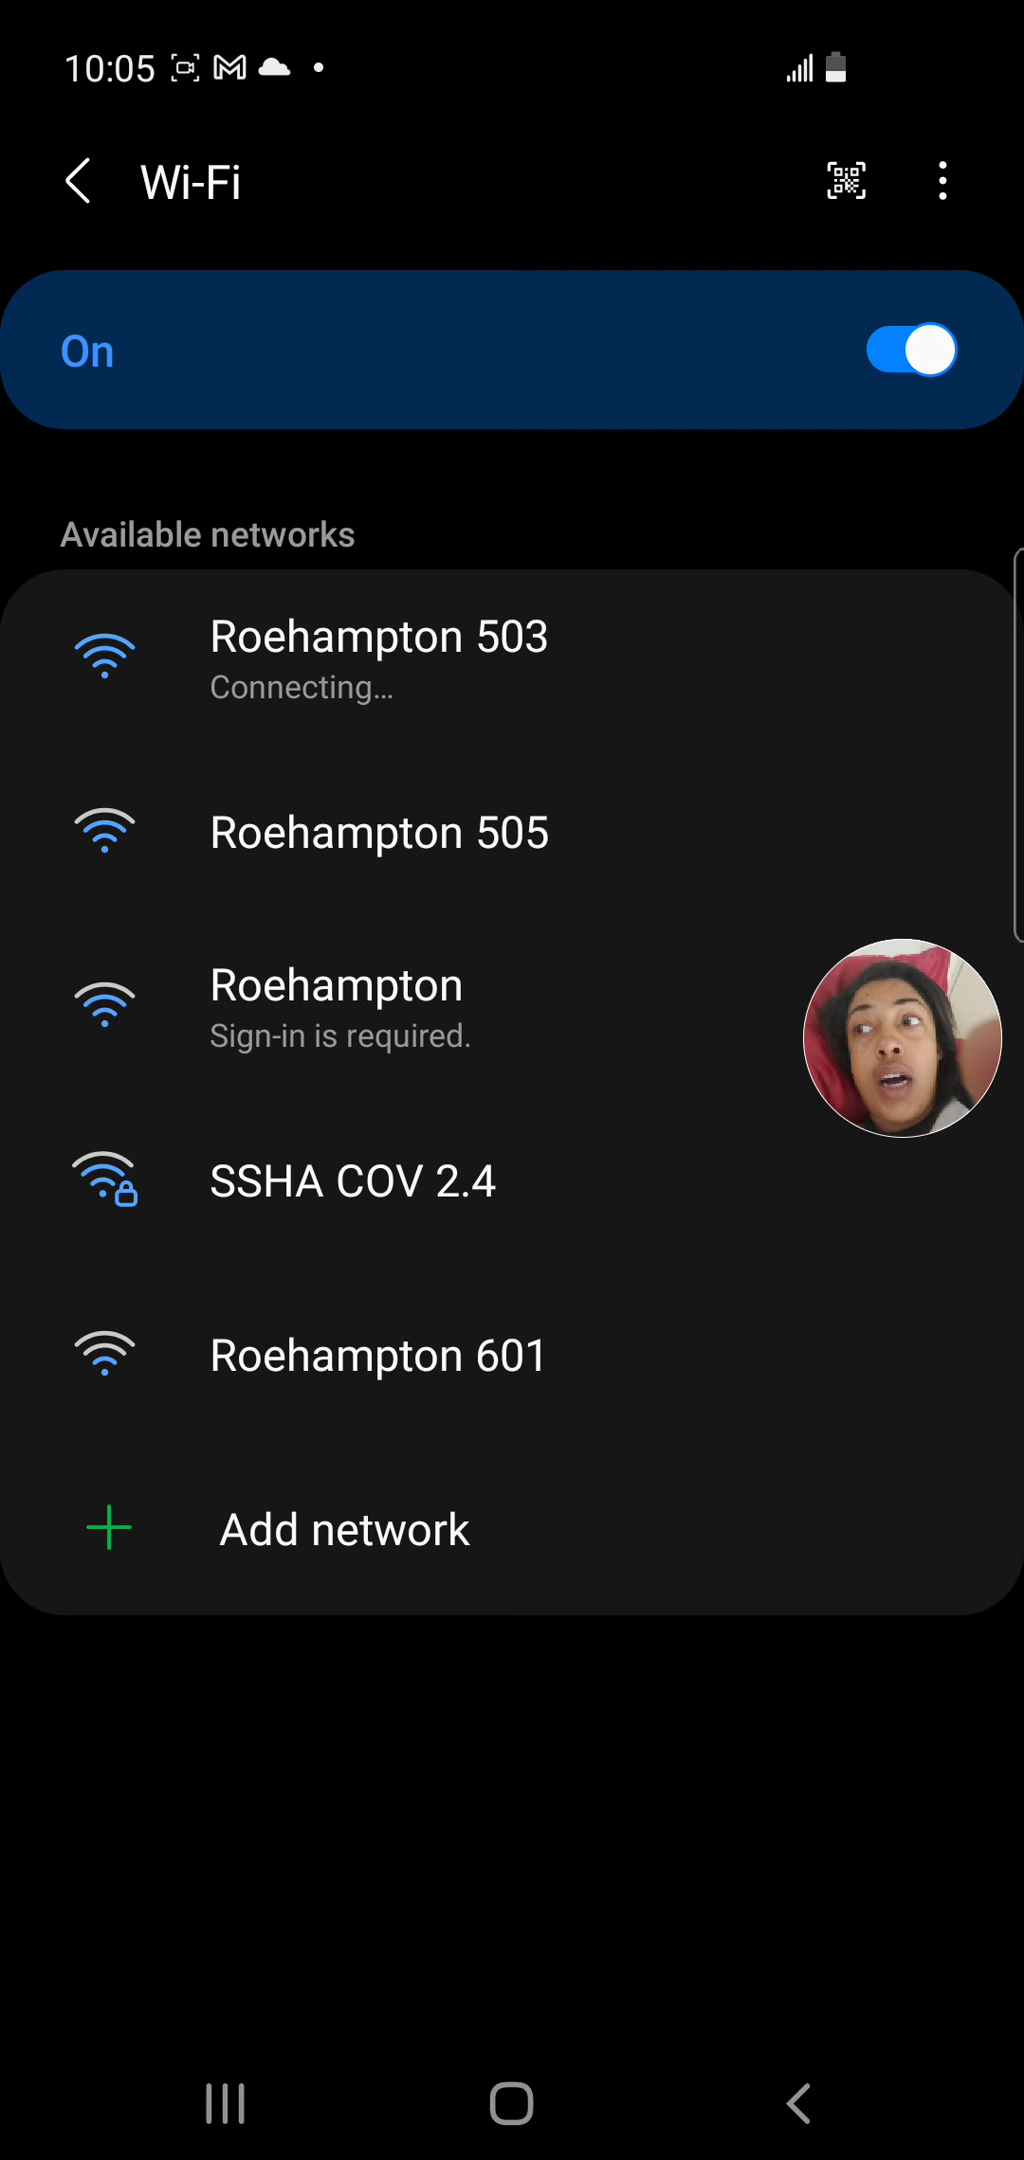 10:05
Wi-Fi
On
Available networks
Roehampton 503
Connecting...
Roehampton 505
Roehampton
Sign-in is required.
SSHA COV 2.4
Roehampton 601
Add network